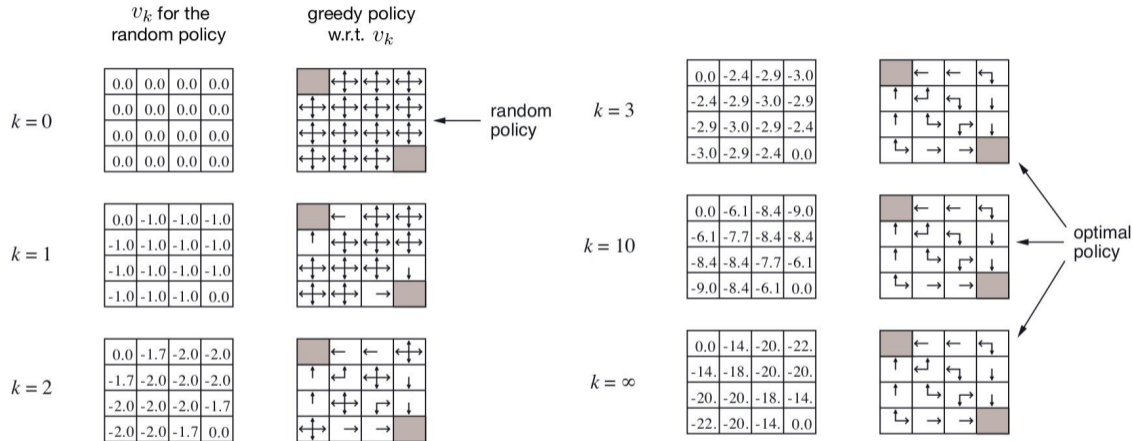 vk for the
random policy
greedy policy
w.r.t. vk
k = 0
0.0 0.0 0.0 0.0
0.0 0.0 0.0 0.0
0.0 0.0 0.0 0.0
0.0 0.0 0.0 0.0
random
policy
k = 1
0.0 -1.0 -1.0 -1.0
-1.0 -1.0 -1.0 -1.0
-1.0 -1.0 -1.0 -1.0
-1.0 -1.0 -1.0 0.0
k = 2
0.0 -1.7 -2.0 -2.0
-1.7 -2.0 -2.0 -2.0
-2.0 -2.0 -2.0 -1.7
-2.0 -2.0 -1.7 0.0
k = 3
0.0 -2.4 -2.9 -3.0
-2.4 -2.9 -3.0 -2.9
-2.9 -3.0 -2.9 -2.4
-3.0 -2.9 -2.4 0.0
k = 10
0.0 -6.1 -8.4 -9.0
-6.1 -7.7 -8.4 -8.4
-8.4 -8.4 -7.7 -6.1
-9.0 -8.4 -6.1 0.0
optimal
policy
k = ∞
0.0 -14. -20. -22.
-14. -18. -20. -20.
-20. -20. -18. -14.
-22. -20. -14. 0.0